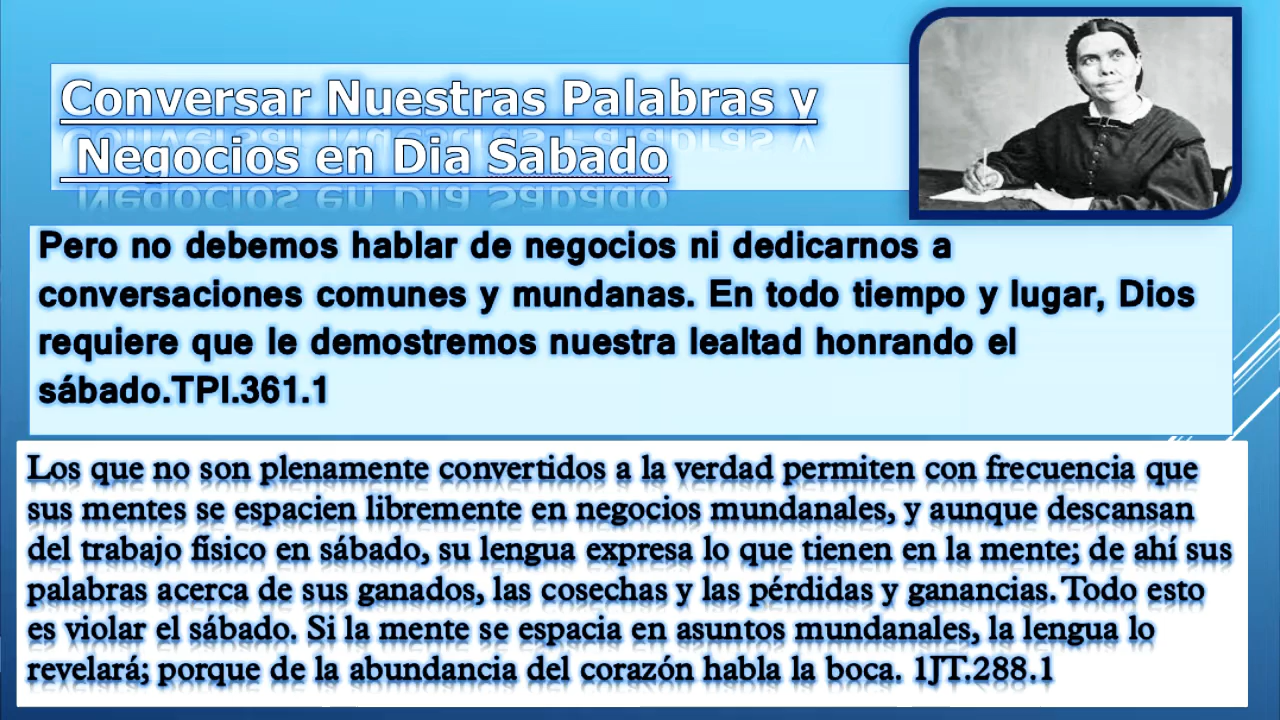 Conversar Nuestras Palabras y
Negocios en Dia Sabado
Pero no debemos hablar de negocios ni dedicarnos a
conversaciones comunes y mundanas. En todo tiempo y lugar, Dios
requiere que le demostremos nuestra lealtad honrando el
sábado.TPI.361.1
Los que no son plenamente convertidos a la verdad permiten con frecuencia que
sus mentes se espacien libremente en negocios mundanales, y aunque descansan
del trabajo físico en sábado, su lengua expresa lo que tienen en la mente; de ahí sus
palabras acerca de sus ganados, las cosechas y las pérdidas y ganancias. Todo esto
es violar el sábado. Si la mente se espacia en asuntos mundanales, la lengua lo
revelará; porque de la abundancia del corazón habla la boca. 1JT.288.1